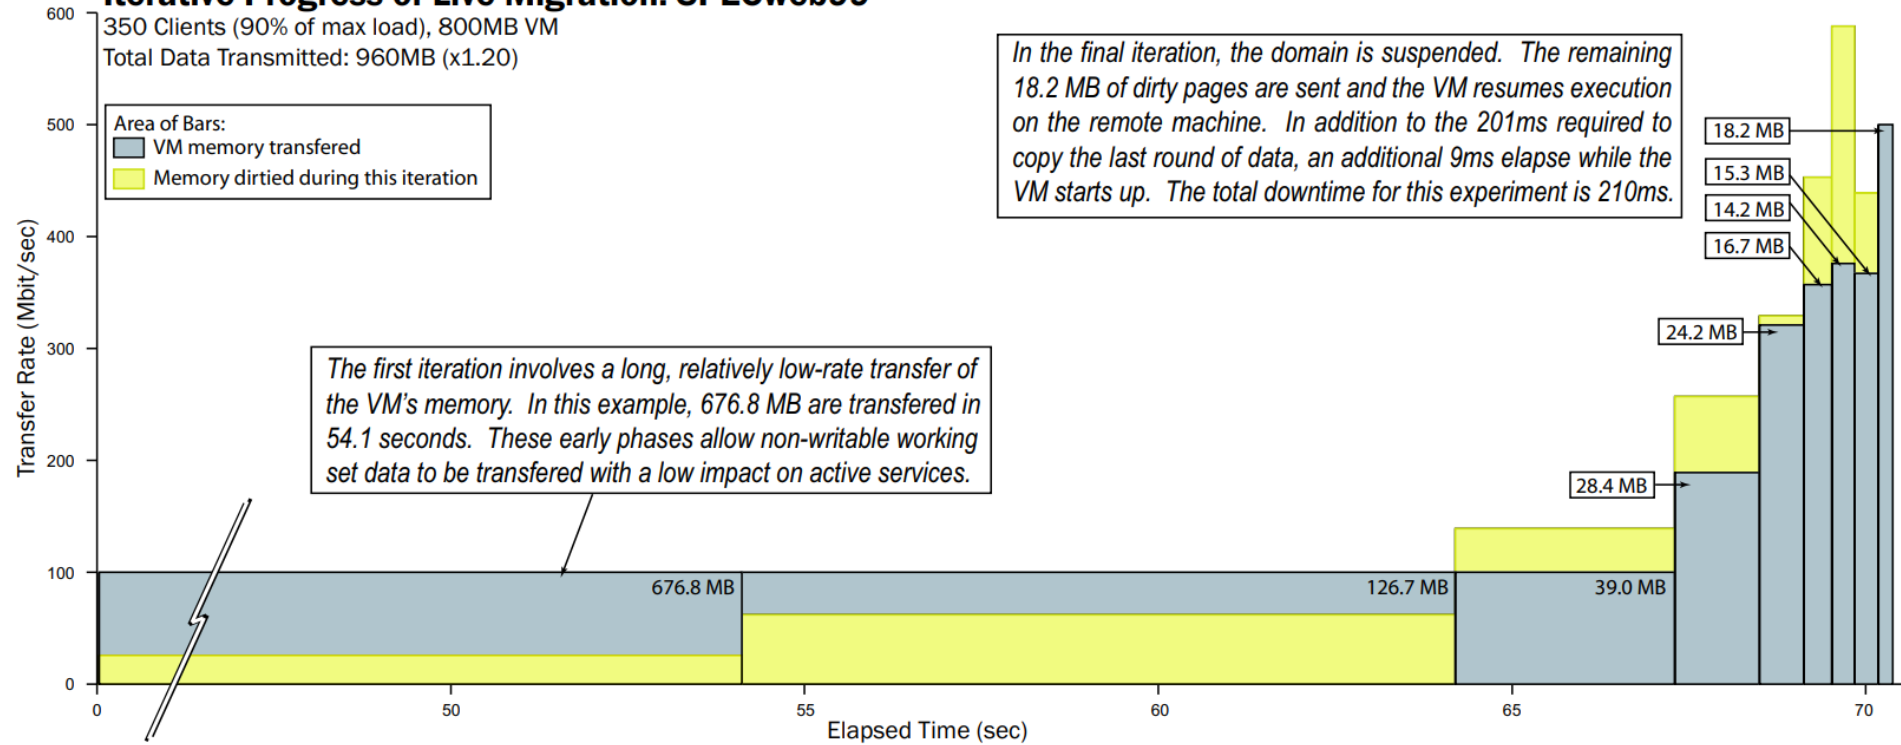 Iterative Progress of Live Migration: SPECweb99
350 Clients (90% of max load), 800MB VM
Total Data Transmitted: 960MB (x1.20)
Area of Bars:
VM memory transfered
Memory dirtied during this iteration
In the final iteration, the domain is suspended. The remaining
18.2 MB of dirty pages are sent and the VM resumes execution
on the remote machine. In addition to the 201ms required to
copy the last round of data, an additional 9ms elapse while the
VM starts up. The total downtime for this experiment is 210ms.
18.2 MB
15.3 MB
14.2 MB
16.7 MB
24.2 MB
28.4 MB
The first iteration involves a long, relatively low-rate transfer of
the VM's memory. In this example, 676.8 MB are transfered in
54.1 seconds. These early phases allow non-writable working
set data to be transfered with a low impact on active services.
676.8 MB
126.7 MB
39.0 MB
Transfer Rate (Mbit/sec)
600
500
400
300
200
100
0
0
50
55
60
65
70
Elapsed Time (sec)